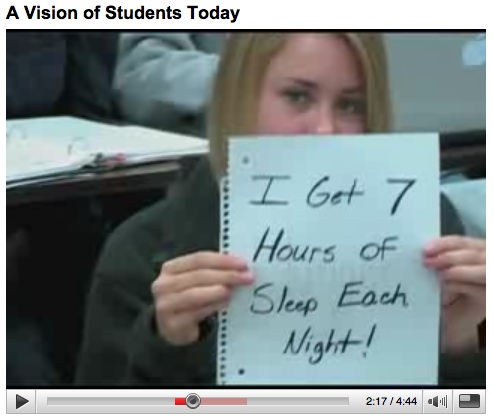 A Vision of Students Today
I Get 7
Hours of
Sleep Each
Night!
2:17 / 4:44